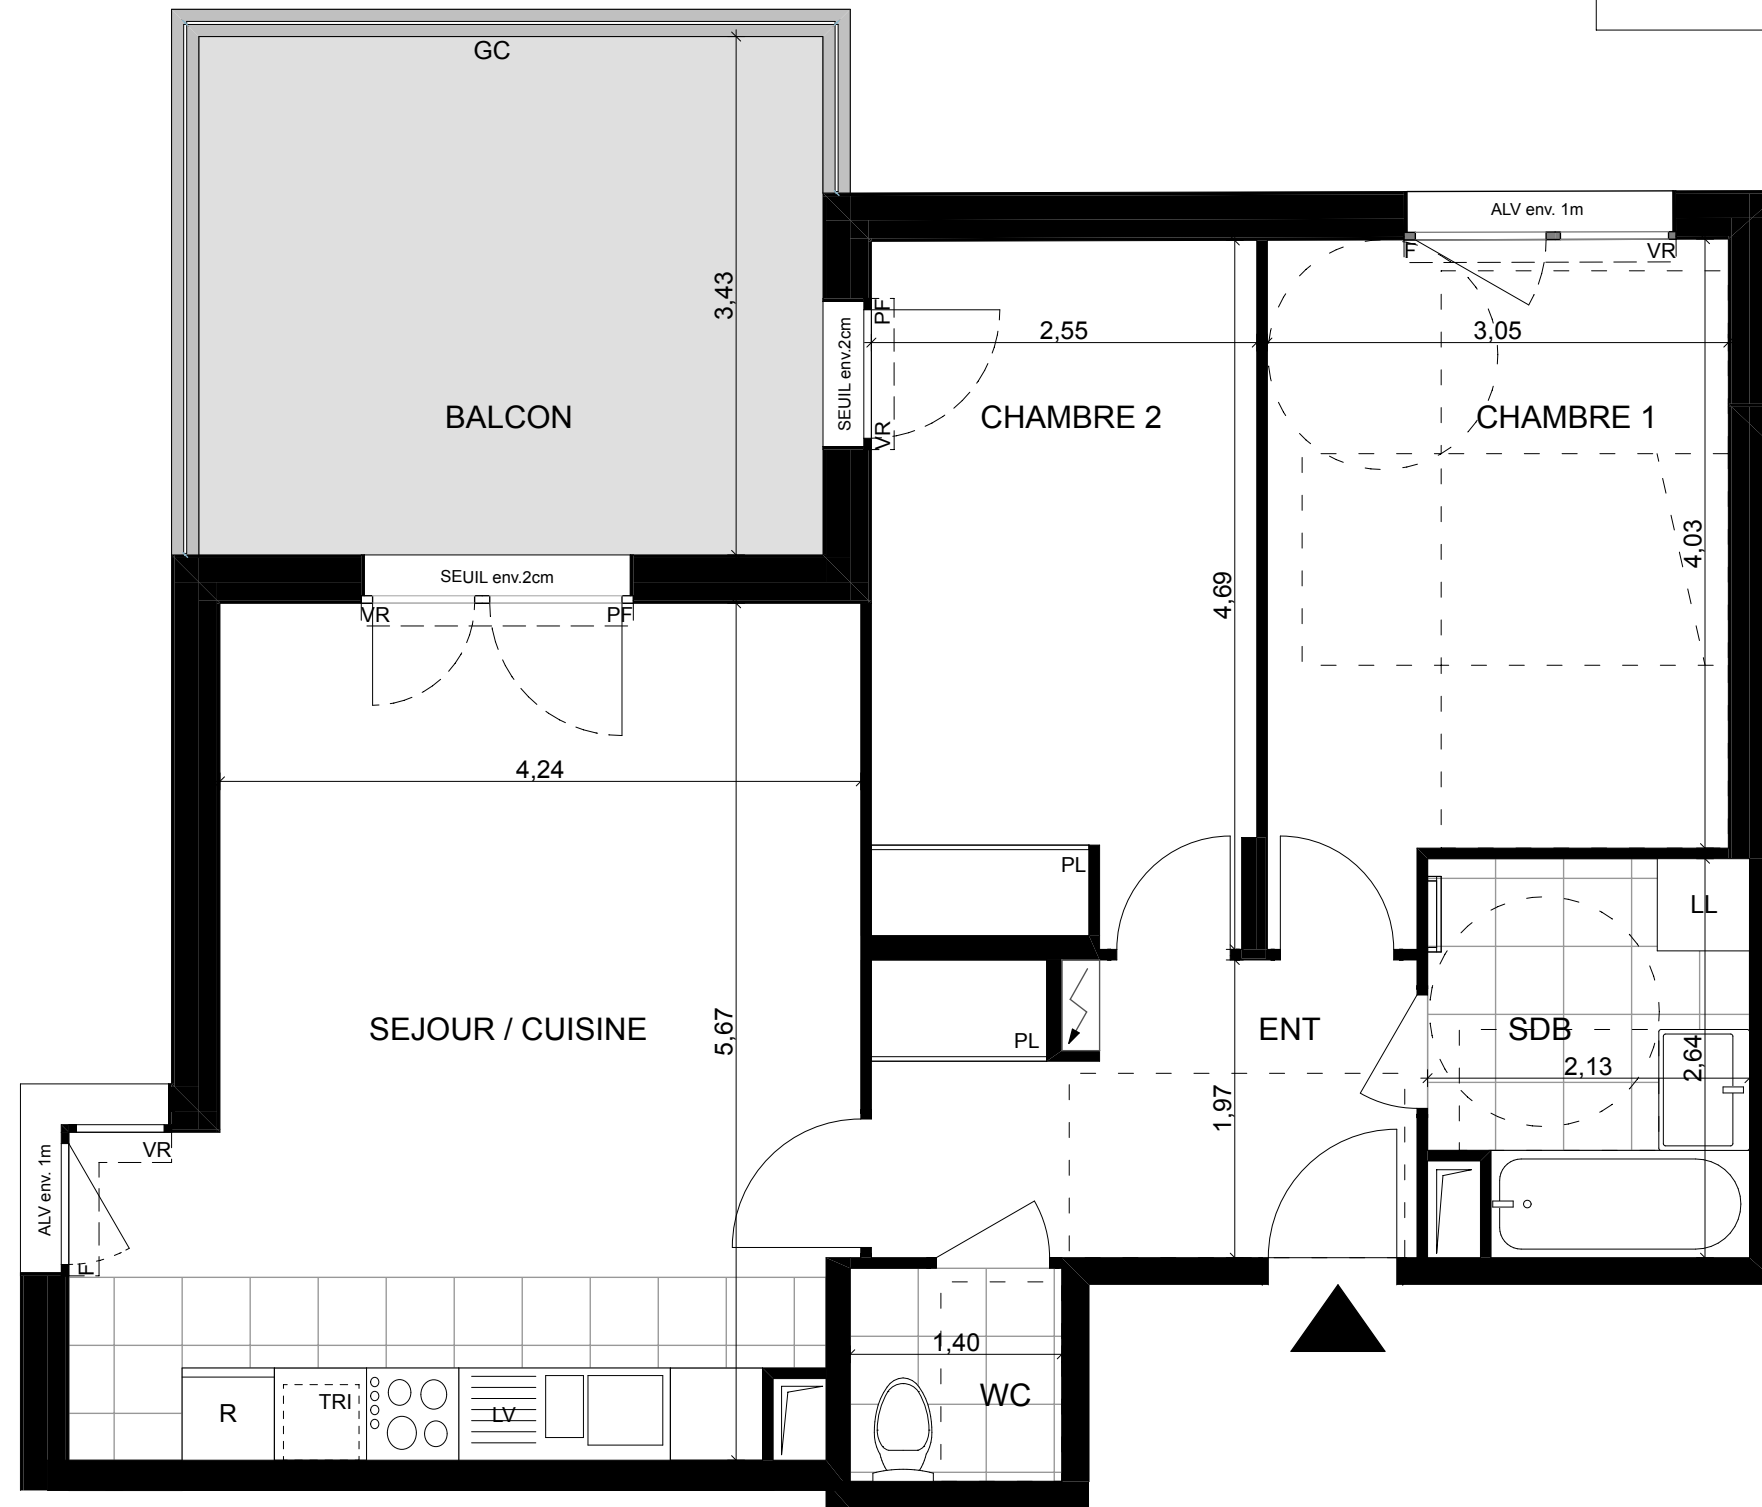 GC
ALV env. 1m
F
VR
3,43
PF
SEUIL env.2cm
VR
2,55
3,05
BALCON
CHAMBRE 2
CHAMBRE 1
4,03
SEUIL env.2cm
VR
PF
4,69
4,24
PL
LL
SEJOUR / CUISINE
5,67
PL
ENT
SDB
2,13
2,64
1,97
ALV env. 1m
VR
F
1,40
WC
R
TRI
LV